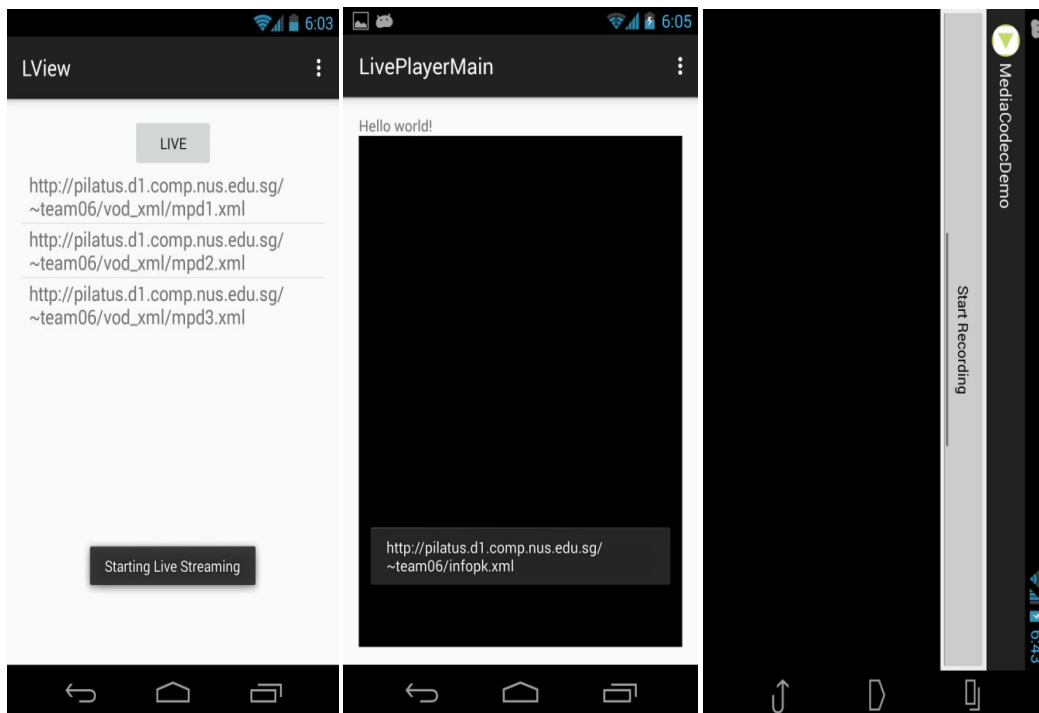 6:03
LView
LIVE
http://pilatus.d1.comp.nus.edu.sg/
~team06/vod_xml/mpd1.xml
http://pilatus.d1.comp.nus.edu.sg/
~team06/vod_xml/mpd2.xml
http://pilatus.d1.comp.nus.edu.sg/
~team06/vod_xml/mpd3.xml
Starting Live Streaming
6:05
LivePlayerMain
Hello world!
http://pilatus.d1.comp.nus.edu.sg/
~team06/infopk.xml
6:43
MediaCodecDemo
Start Recording